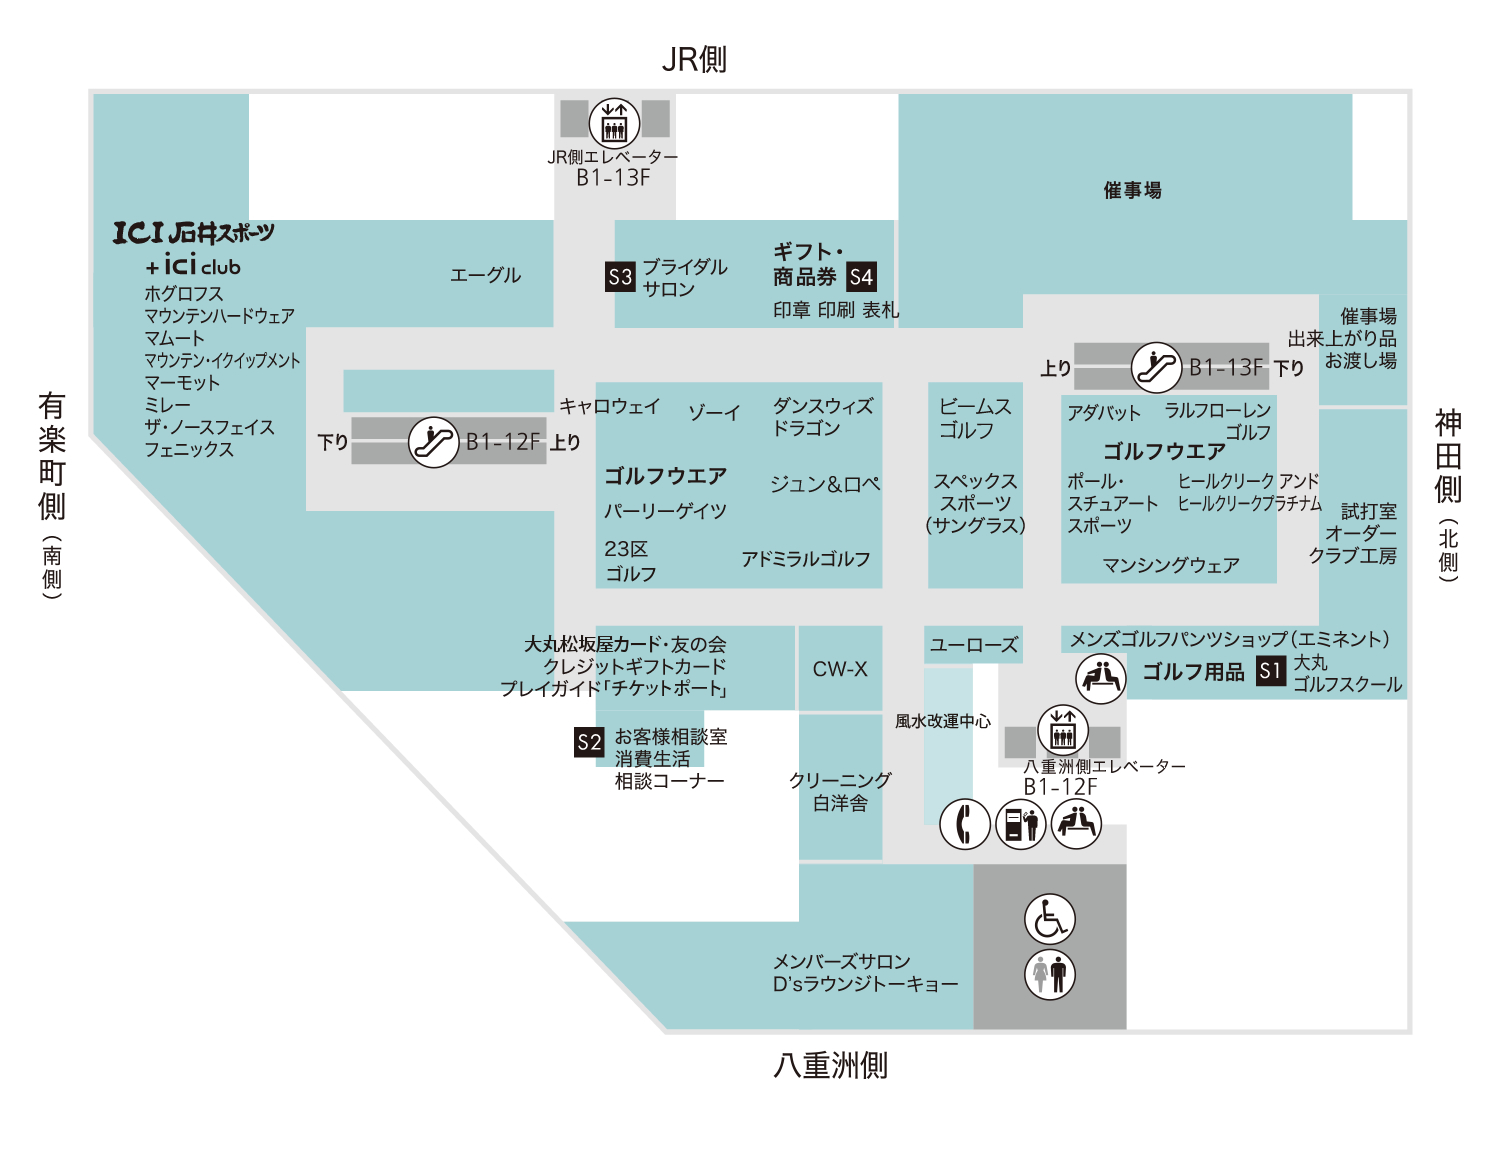 JR側
JR側エレベーター
B1-13F
催事場
ICI 石井スポーツ
+ ici club
ホグロフス
マウンテンハードウェア
マムート
マウンテン・イクイップメント
マーモット
ミレー
ザ・ノースフェイス
フェニックス
エーグル
S3
ブライダル
サロン
ギフト・
商品券 S4
印章 印刷 表札
催事場
出来上がり品
お渡し場
上り
B1-13F
下り
有楽町側(南側)
神田側(北側)
下り
B1-12F
上り
キャロウェイ
ゾーイ
ダンスウィズ
ドラゴン
ゴルフウエア
ジュン&ロペ
パーリーゲイツ
23区
ゴルフ
アドミラルゴルフ
ビームス
ゴルフ
スペックス
スポーツ
(サングラス)
アダバット
ラルフローレン
ゴルフ
ゴルフウエア
ポール・
スチュアート
スポーツ
ヒールクリーク アンド
ヒールクリークプラチナム
マンシングウェア
試打室
オーダー
クラブ工房
大丸松坂屋カード・友の会
クレジットギフトカード
プレイガイド「チケットポート」
CW-X
ユーローズ
メンズゴルフパンツショップ(エミネント)
ゴルフ用品 S1
大丸
ゴルフスクール
S2
お客様相談室
消費生活
相談コーナー
風水改運中心
八重洲側エレベーター
B1-12F
クリーニング
白洋舎
メンバーズサロン
D'sラウンジトーキョー
八重洲側